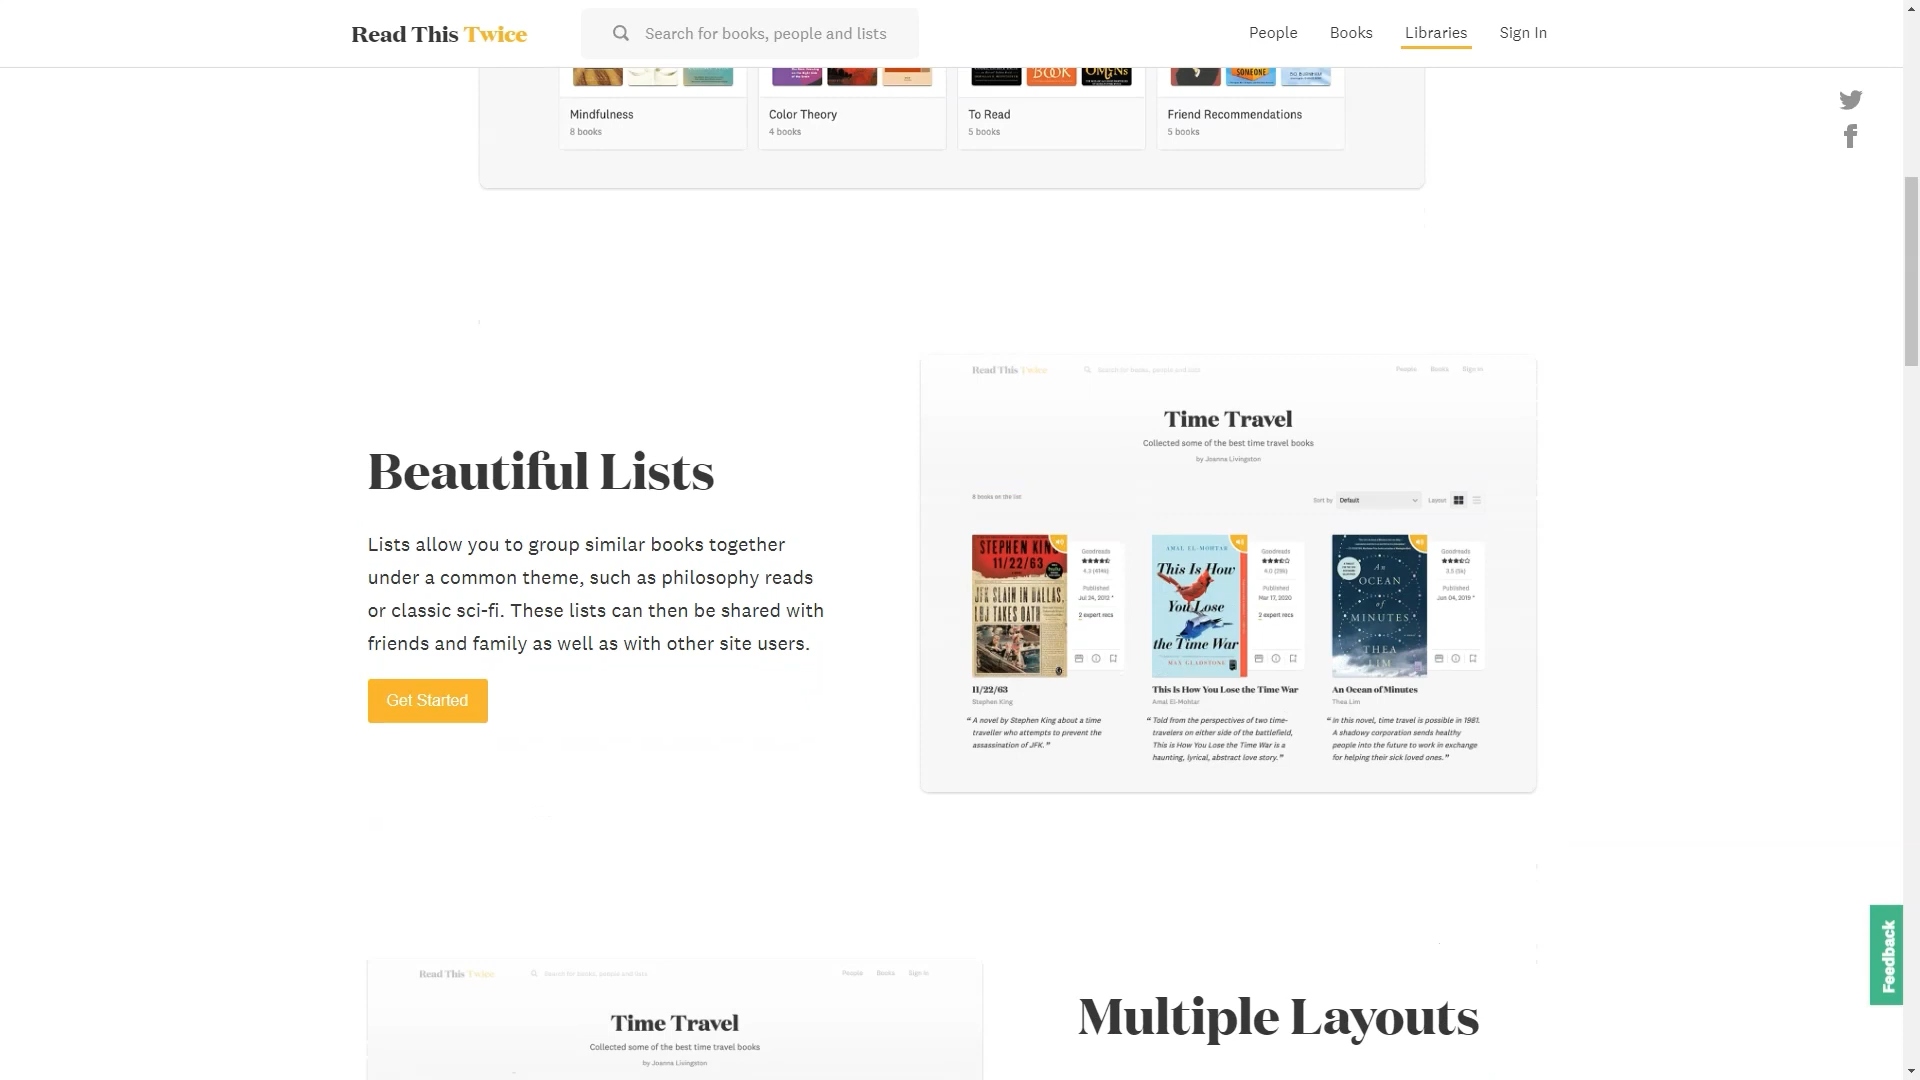 Read This Twice
Search for books, people and lists
People Books Libraries Sign In
BOOK
OMENS
SOMEONE
Mindfulness
8 books
Color Theory
4 books
To Read
5 books
Friend Recommendations
5 books
Beautiful Lists
Lists allow you to group similar books together
under a common theme, such as philosophy reads
or classic sci-fi. These lists can then be shared with
friends and family as well as with other site users.
Get Started
Read This Twice
Search for books, people and lists
People Books Sign In
Time Travel
Collected some of the best time travel books
by Joanna Livingston
8 books on the list
Sort by Default Layout
STEPHEN KING
11/22/63
JFK SLAIN IN DALLAS,
LBJ TAKES OATH
Goodreads
Published
Jul 24, 2012 *
2 expert recs
11/22/63
Stephen King
“ A novel by Stephen King about a time
traveller who attempts to prevent the
assassination of JFK. ”
AMAL EL-MOHTAR
This Is How
You Lose
the Time War
MAX GLADSTONE
Goodreads
Published
Mar 17, 2020
2 expert recs
This Is How You Lose the Time War
Amal El-Mohtar
“ Told from the perspectives of two time-
travelers on either side of the battlefield,
This is How You Lose the Time War is a
haunting, lyrical, abstract love story. ”
An
OCEAN
of
MINUTES
THEA
LIM
Goodreads
3.5 (5k)
Published
Jun 04, 2019 *
An Ocean of Minutes
Thea Lim
“ In this novel, time travel is possible in 1981.
A shadowy corporation sends healthy
people into the future to work in exchange
for helping their sick loved ones. ”
Read This Twice
Search for books, people and lists
People Books Sign In
Time Travel
Collected some of the best time travel books
by Joanna Livingston
Multiple Layouts
Feedback